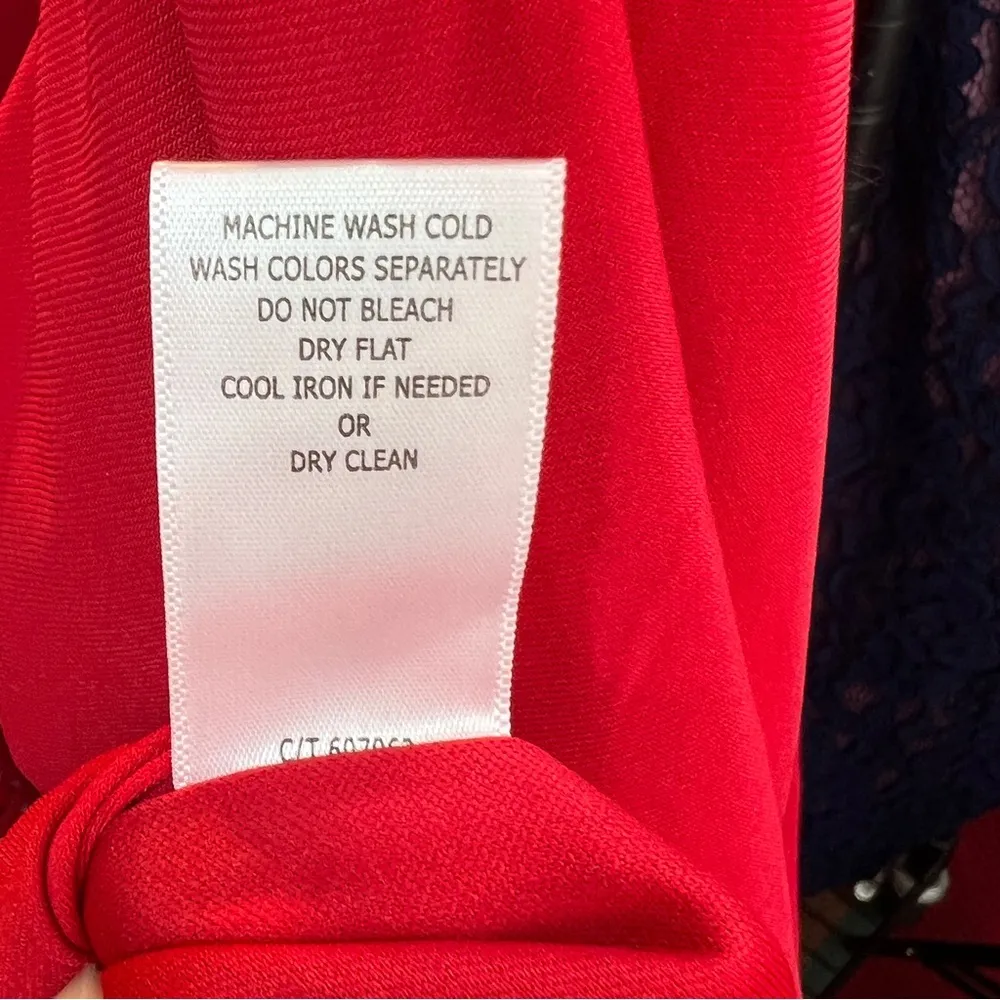 MACHINE WASH COLD
WASH COLORS SEPARATELY
DO NOT BLEACH
DRY FLAT
COOL IRON IF NEEDED
OR
DRY CLEAN
C/T